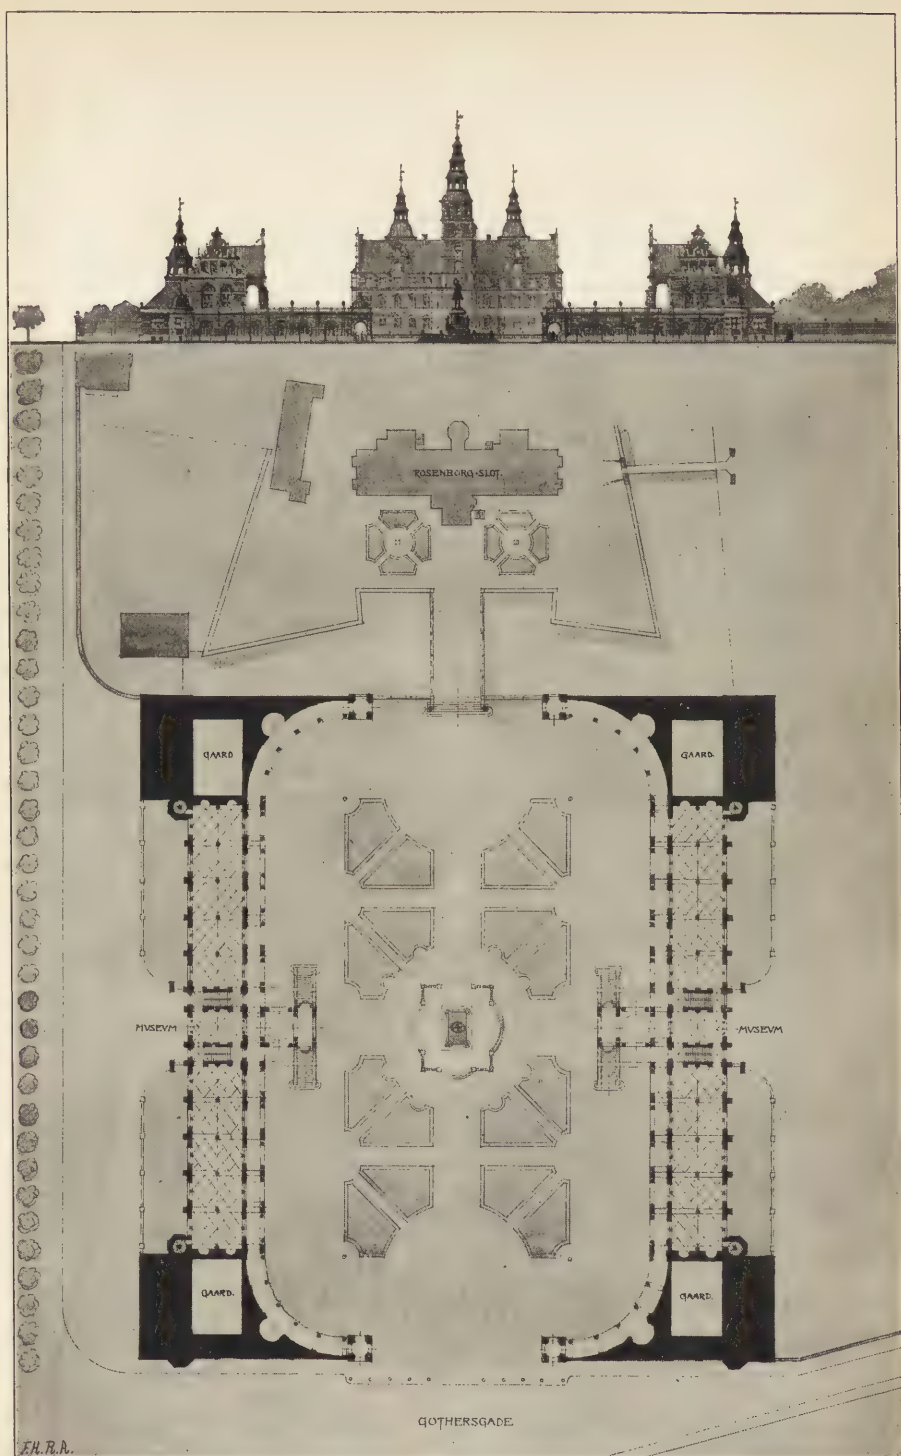 ROSENBORG·SLOT.
GAARD
GAARD.
MVSEVM
MVSEVM
GAARD.
GAARD.
GOTHERSGADE
F.H.R.R.